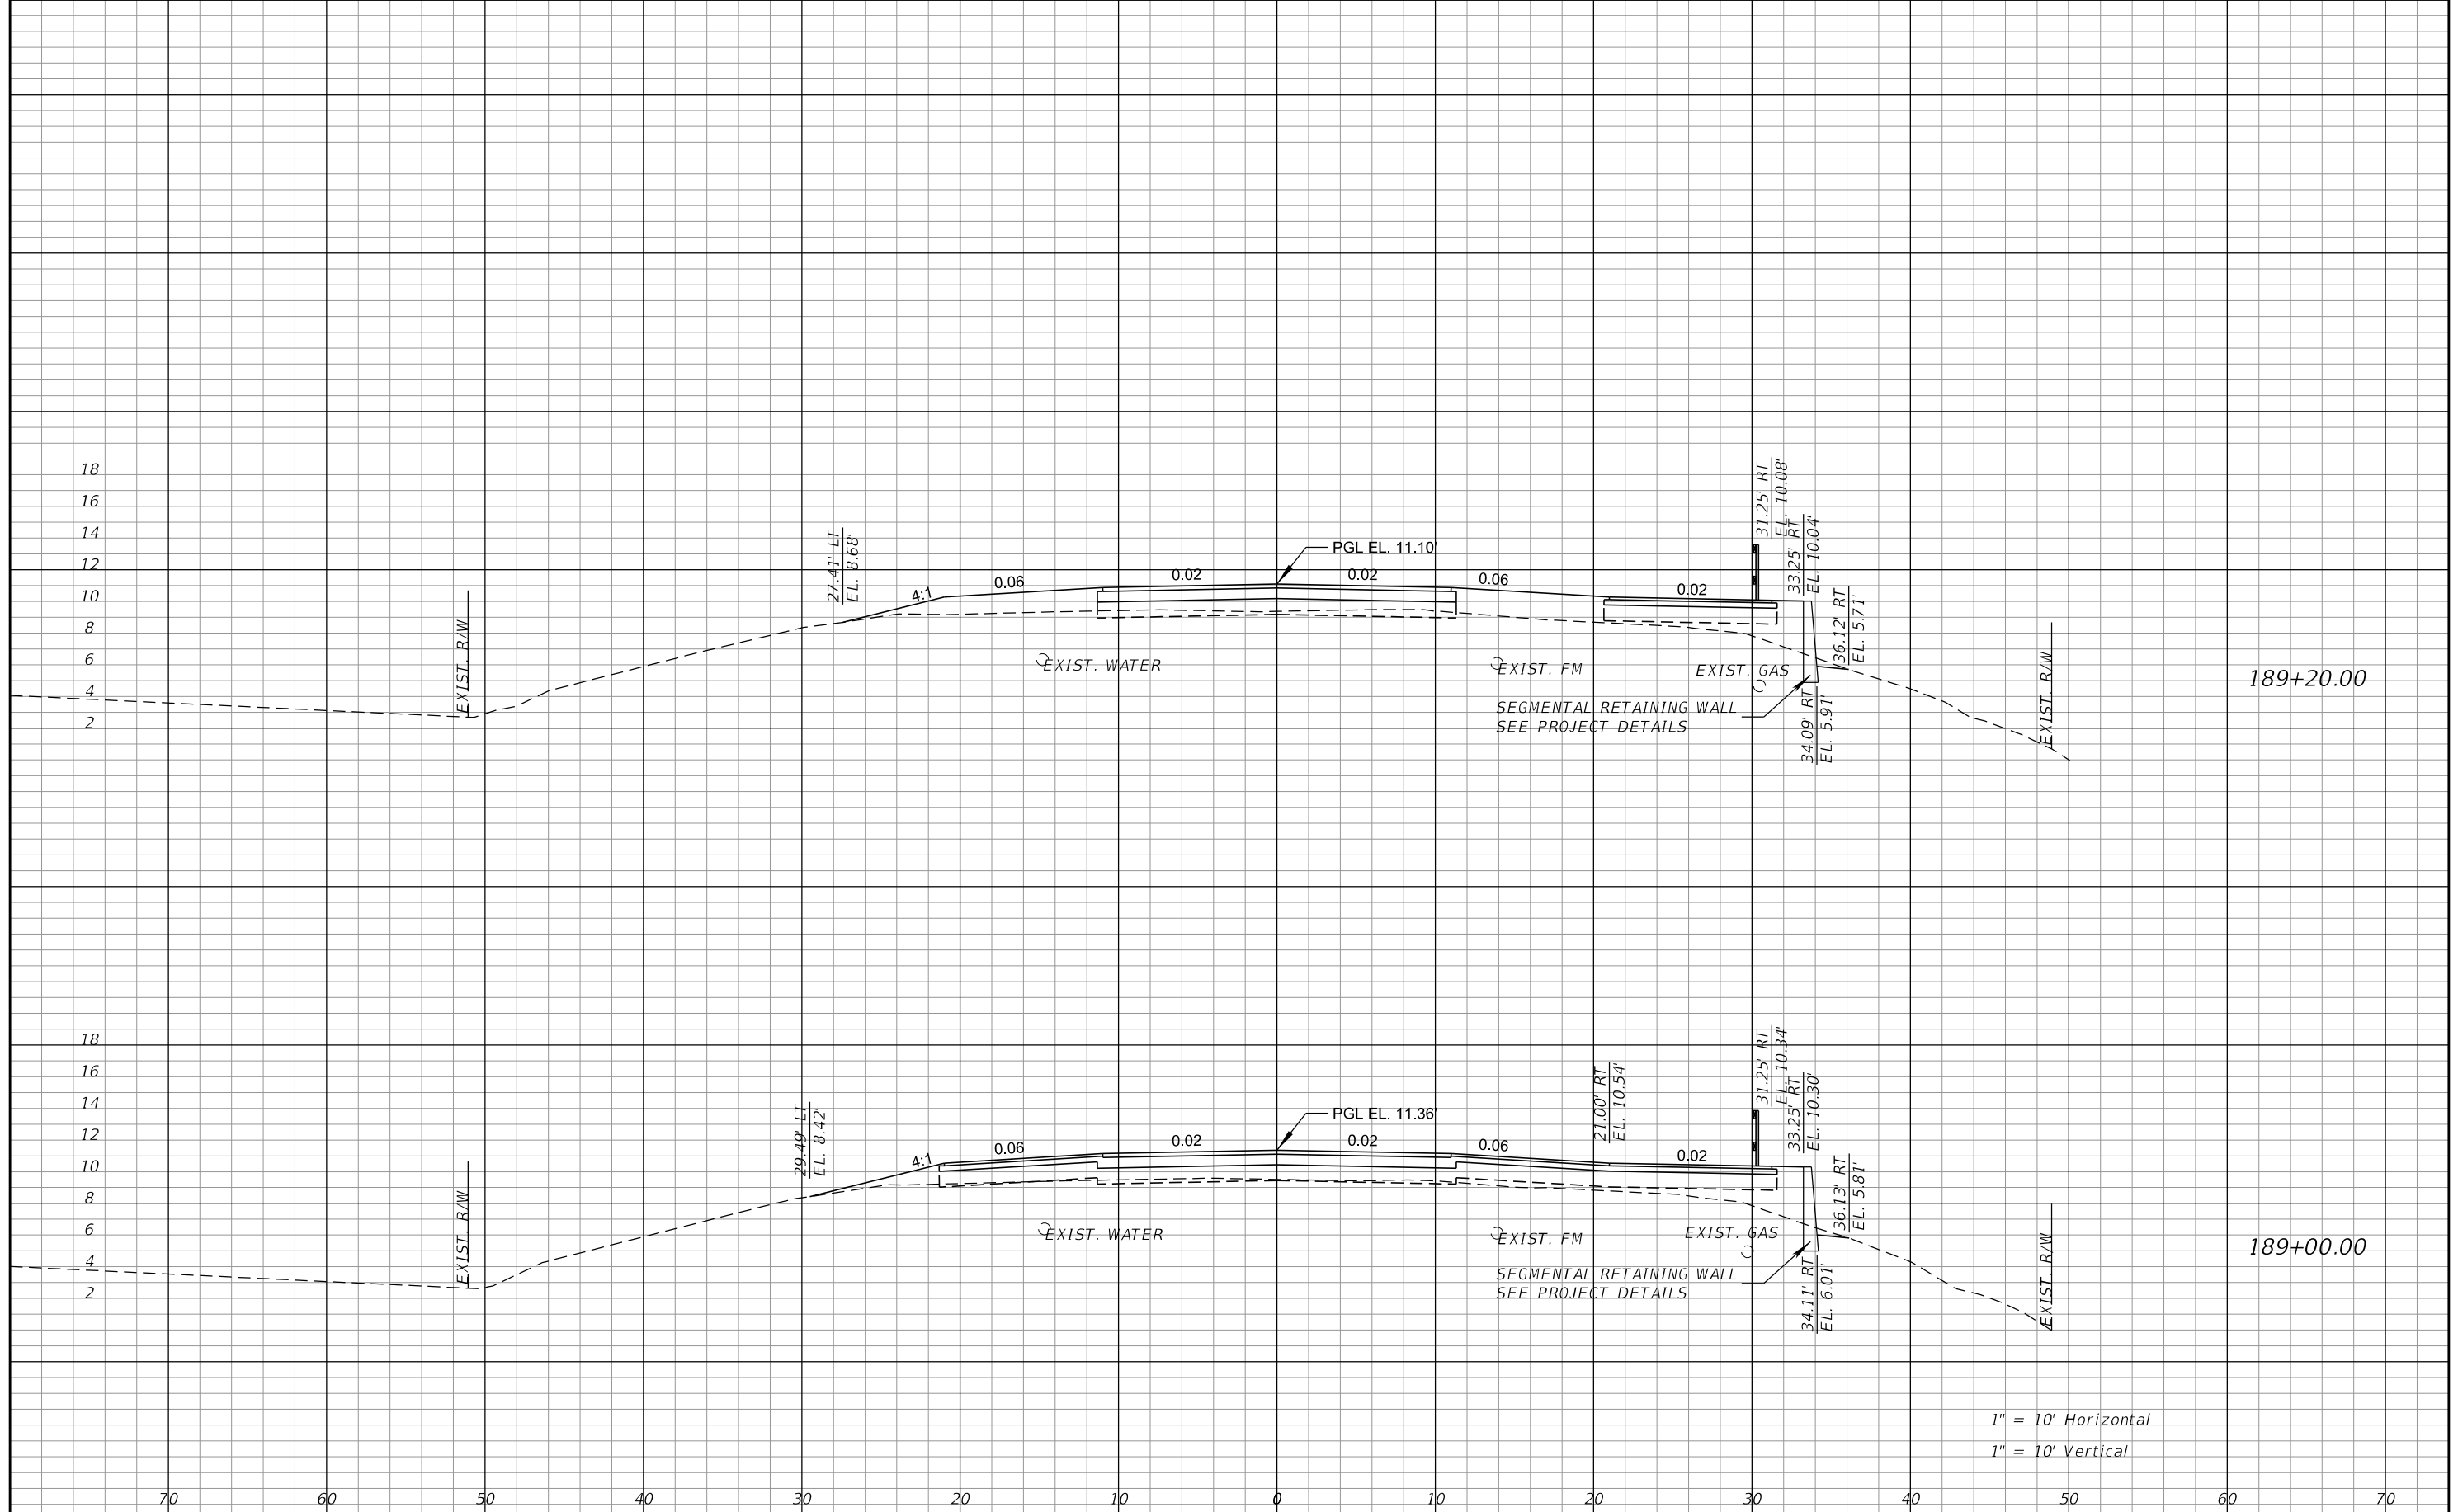 18
16
14
12
10
8
6
4
2
EXIST. R/W
27.41' LT
EL. 8.68'
4:1
0.06
0.02
PGL EL. 11.10'
0.02
0.06
0.02
31.25' RT
EL. 10.08'
33.25' RT
EL. 10.04'
36.12' RT
EL. 5.71'
EXIST. WATER
EXIST. FM
EXIST. GAS
SEGMENTAL RETAINING WALL
SEE PROJECT DETAILS
34.09' RT
EL. 5.91'
EXIST. R/W
189+20.00
18
16
14
12
10
8
6
4
2
EXIST. R/W
29.49' LT
EL. 8.42'
4:1
0.06
0.02
PGL EL. 11.36'
0.02
0.06
21.00' RT
EL. 10.54'
0.02
31.25' RT
EL. 10.34'
33.25' RT
EL. 10.30'
36.13' RT
EL. 5.81'
EXIST. WATER
EXIST. FM
EXIST. GAS
SEGMENTAL RETAINING WALL
SEE PROJECT DETAILS
34.11' RT
EL. 6.01'
EXIST. R/W
189+00.00
1" = 10' Horizontal
1" = 10' Vertical
70 60 50 40 30 20 10 0 10 20 30 40 50 60 70